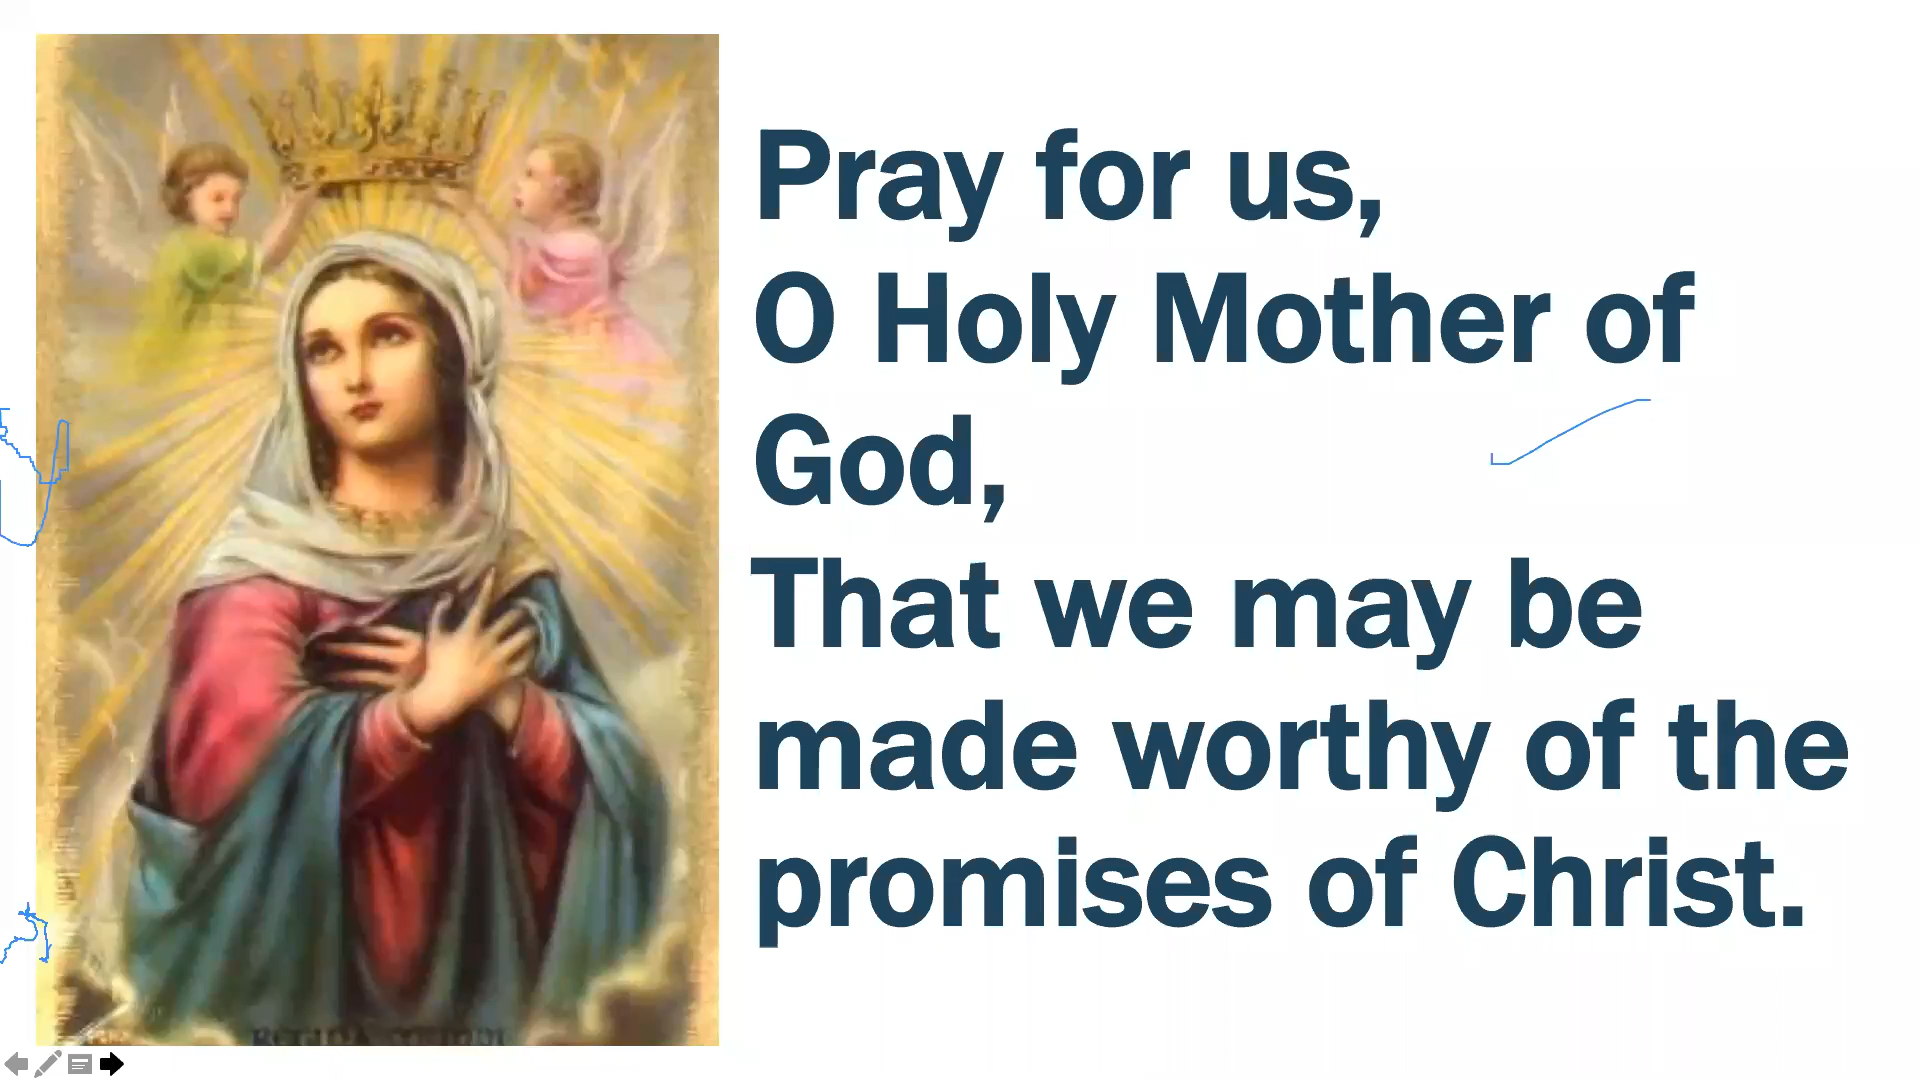 Pray for us,
O Holy Mother of
God,
That we may be
made worthy of the
promises of Christ.